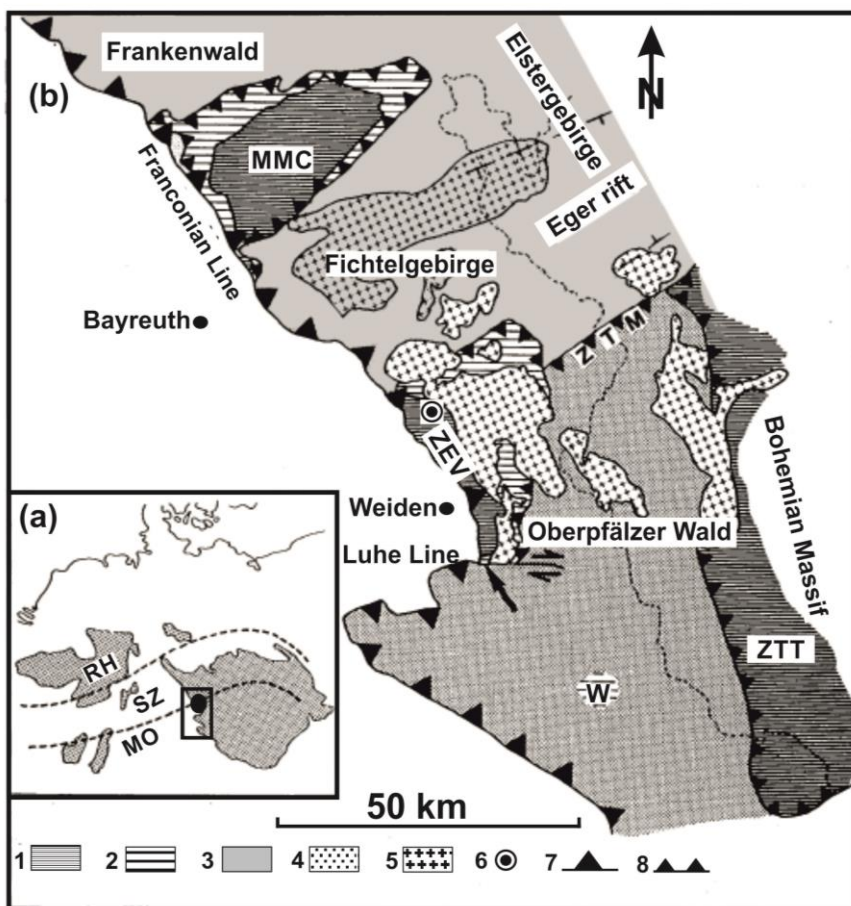 Frankenwald
(b)
Elstergebirge
N
MMC
Eger rift
Franconian Line
Fichtelgebirge
Bayreuth
Z T M
ZEV
Bohemian Massif
(a)
Weiden
Oberpfälzer Wald
Luhe Line
ZTT
RH
SZ
W
MO
50 km
1 2 3 4 5 6 7 8